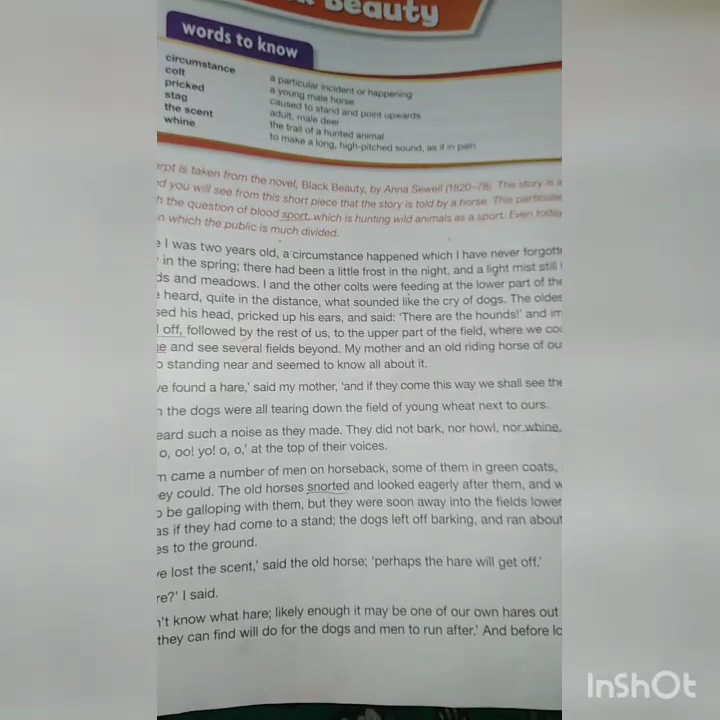 Beauty
words to know
circumstance a particular incident or happening
colt a young male horse
pricked caused to stand and point upwards
stag adult, male deer
the scent the trail of a hunted animal
whine to make a long, high-pitched sound, as if in pain
is taken from the novel, Black Beauty, by Anna Sewell (1820–78). The story is
you will see from this short piece that the story is told by a horse. This
the question of blood sport, which is hunting wild animals as a sport. Even today
n which the public is much divided.
I was two years old, a circumstance happened which I have never
in the spring; there had been a little frost in the night, and a light mist still
ds and meadows. I and the other colts were feeding at the lower part of the
heard, quite in the distance, what sounded like the cry of dogs. The
sed his head, pricked up his ears, and said: 'There are the hounds!' and
off, followed by the rest of us, to the upper part of the field, where we
and see several fields beyond. My mother and an old riding horse of
standing near and seemed to know all about it.
ve found a hare,' said my mother, 'and if they come this way we shall see
the dogs were all tearing down the field of young wheat next to ours.
eard such a noise as they made. They did not bark, nor howl, nor whine,
o, oo! yo! o, o,' at the top of their voices.
came a number of men on horseback, some of them in green coats,
ey could. The old horses snorted and looked eagerly after them, and
be galloping with them, but they were soon away into the fields lower
as if they had come to a stand; the dogs left off barking, and ran about
es to the ground.
ve lost the scent,' said the old horse; 'perhaps the hare will get off.'
re?' I said.
n't know what hare; likely enough it may be one of our own hares out
they can find will do for the dogs and men to run after.' And before
InShOt